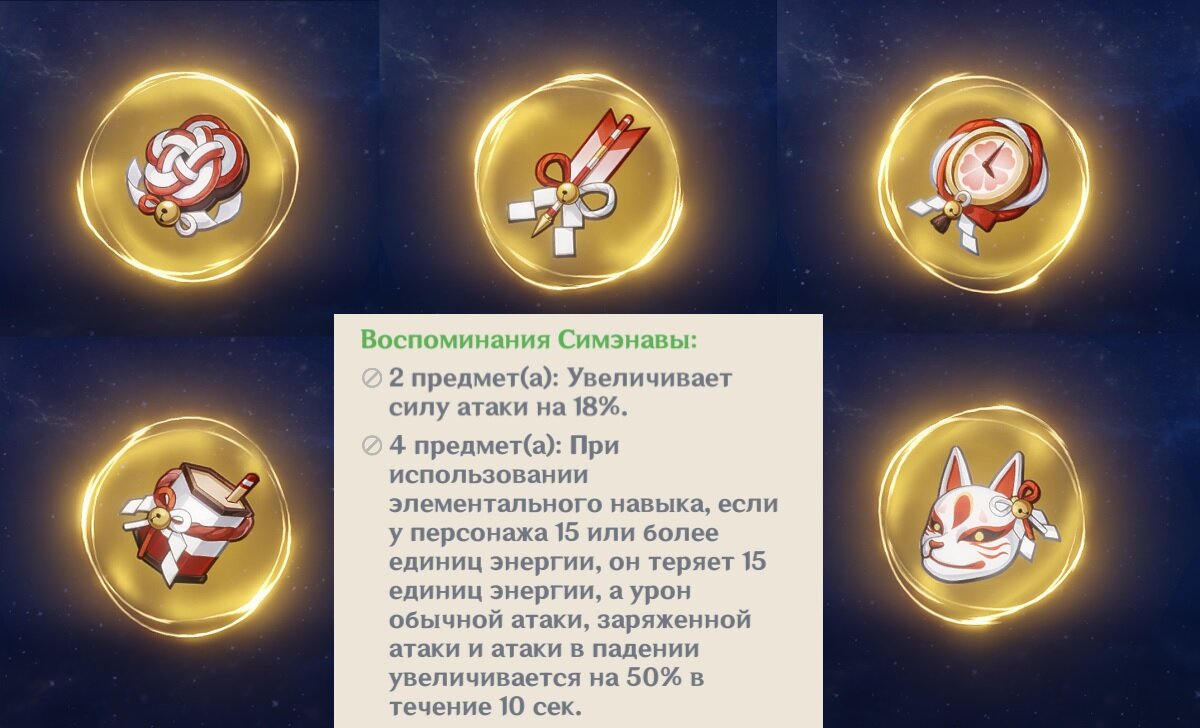 Воспоминания Симэнавы:
2 предмет(а): Увеличивает
силу атаки на 18%.
4 предмет(а): При
использовании
элементального навыка, если
у персонажа 15 или более
единиц энергии, он теряет 15
единиц энергии, а урон
обычной атаки, заряженной
атаки и атаки в падении
увеличивается на 50% в
течение 10 сек.